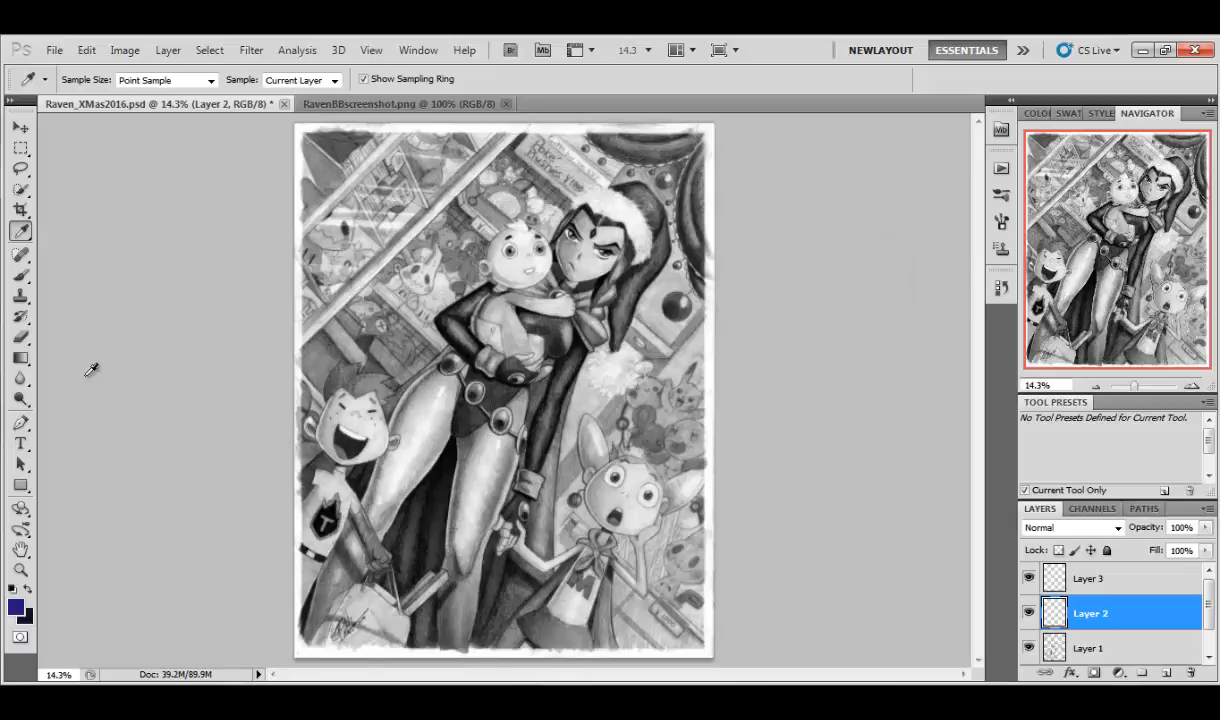 Ps File Edit Image Layer Select Filter Analysis 3D View Window Help Br Mb 14.3 NEWLAYOUT ESSENTIALS CS Live
Sample Size: Point Sample Sample: Current Layer Show Sampling Ring
Raven_XMas2016.psd @ 14.3% (Layer 2, RGB/8) * RavenBBscreenshot.png @ 100% (RGB/8)
COLO SWAT STYLE NAVIGATOR
Mb
14.3%
TOOL PRESETS
No Tool Presets Defined for Current Tool.
Current Tool Only
LAYERS CHANNELS PATHS
Normal Opacity: 100%
Lock: Fill: 100%
Layer 3
Layer 2
Layer 1
14.3% Doc: 39.2M/89.9M